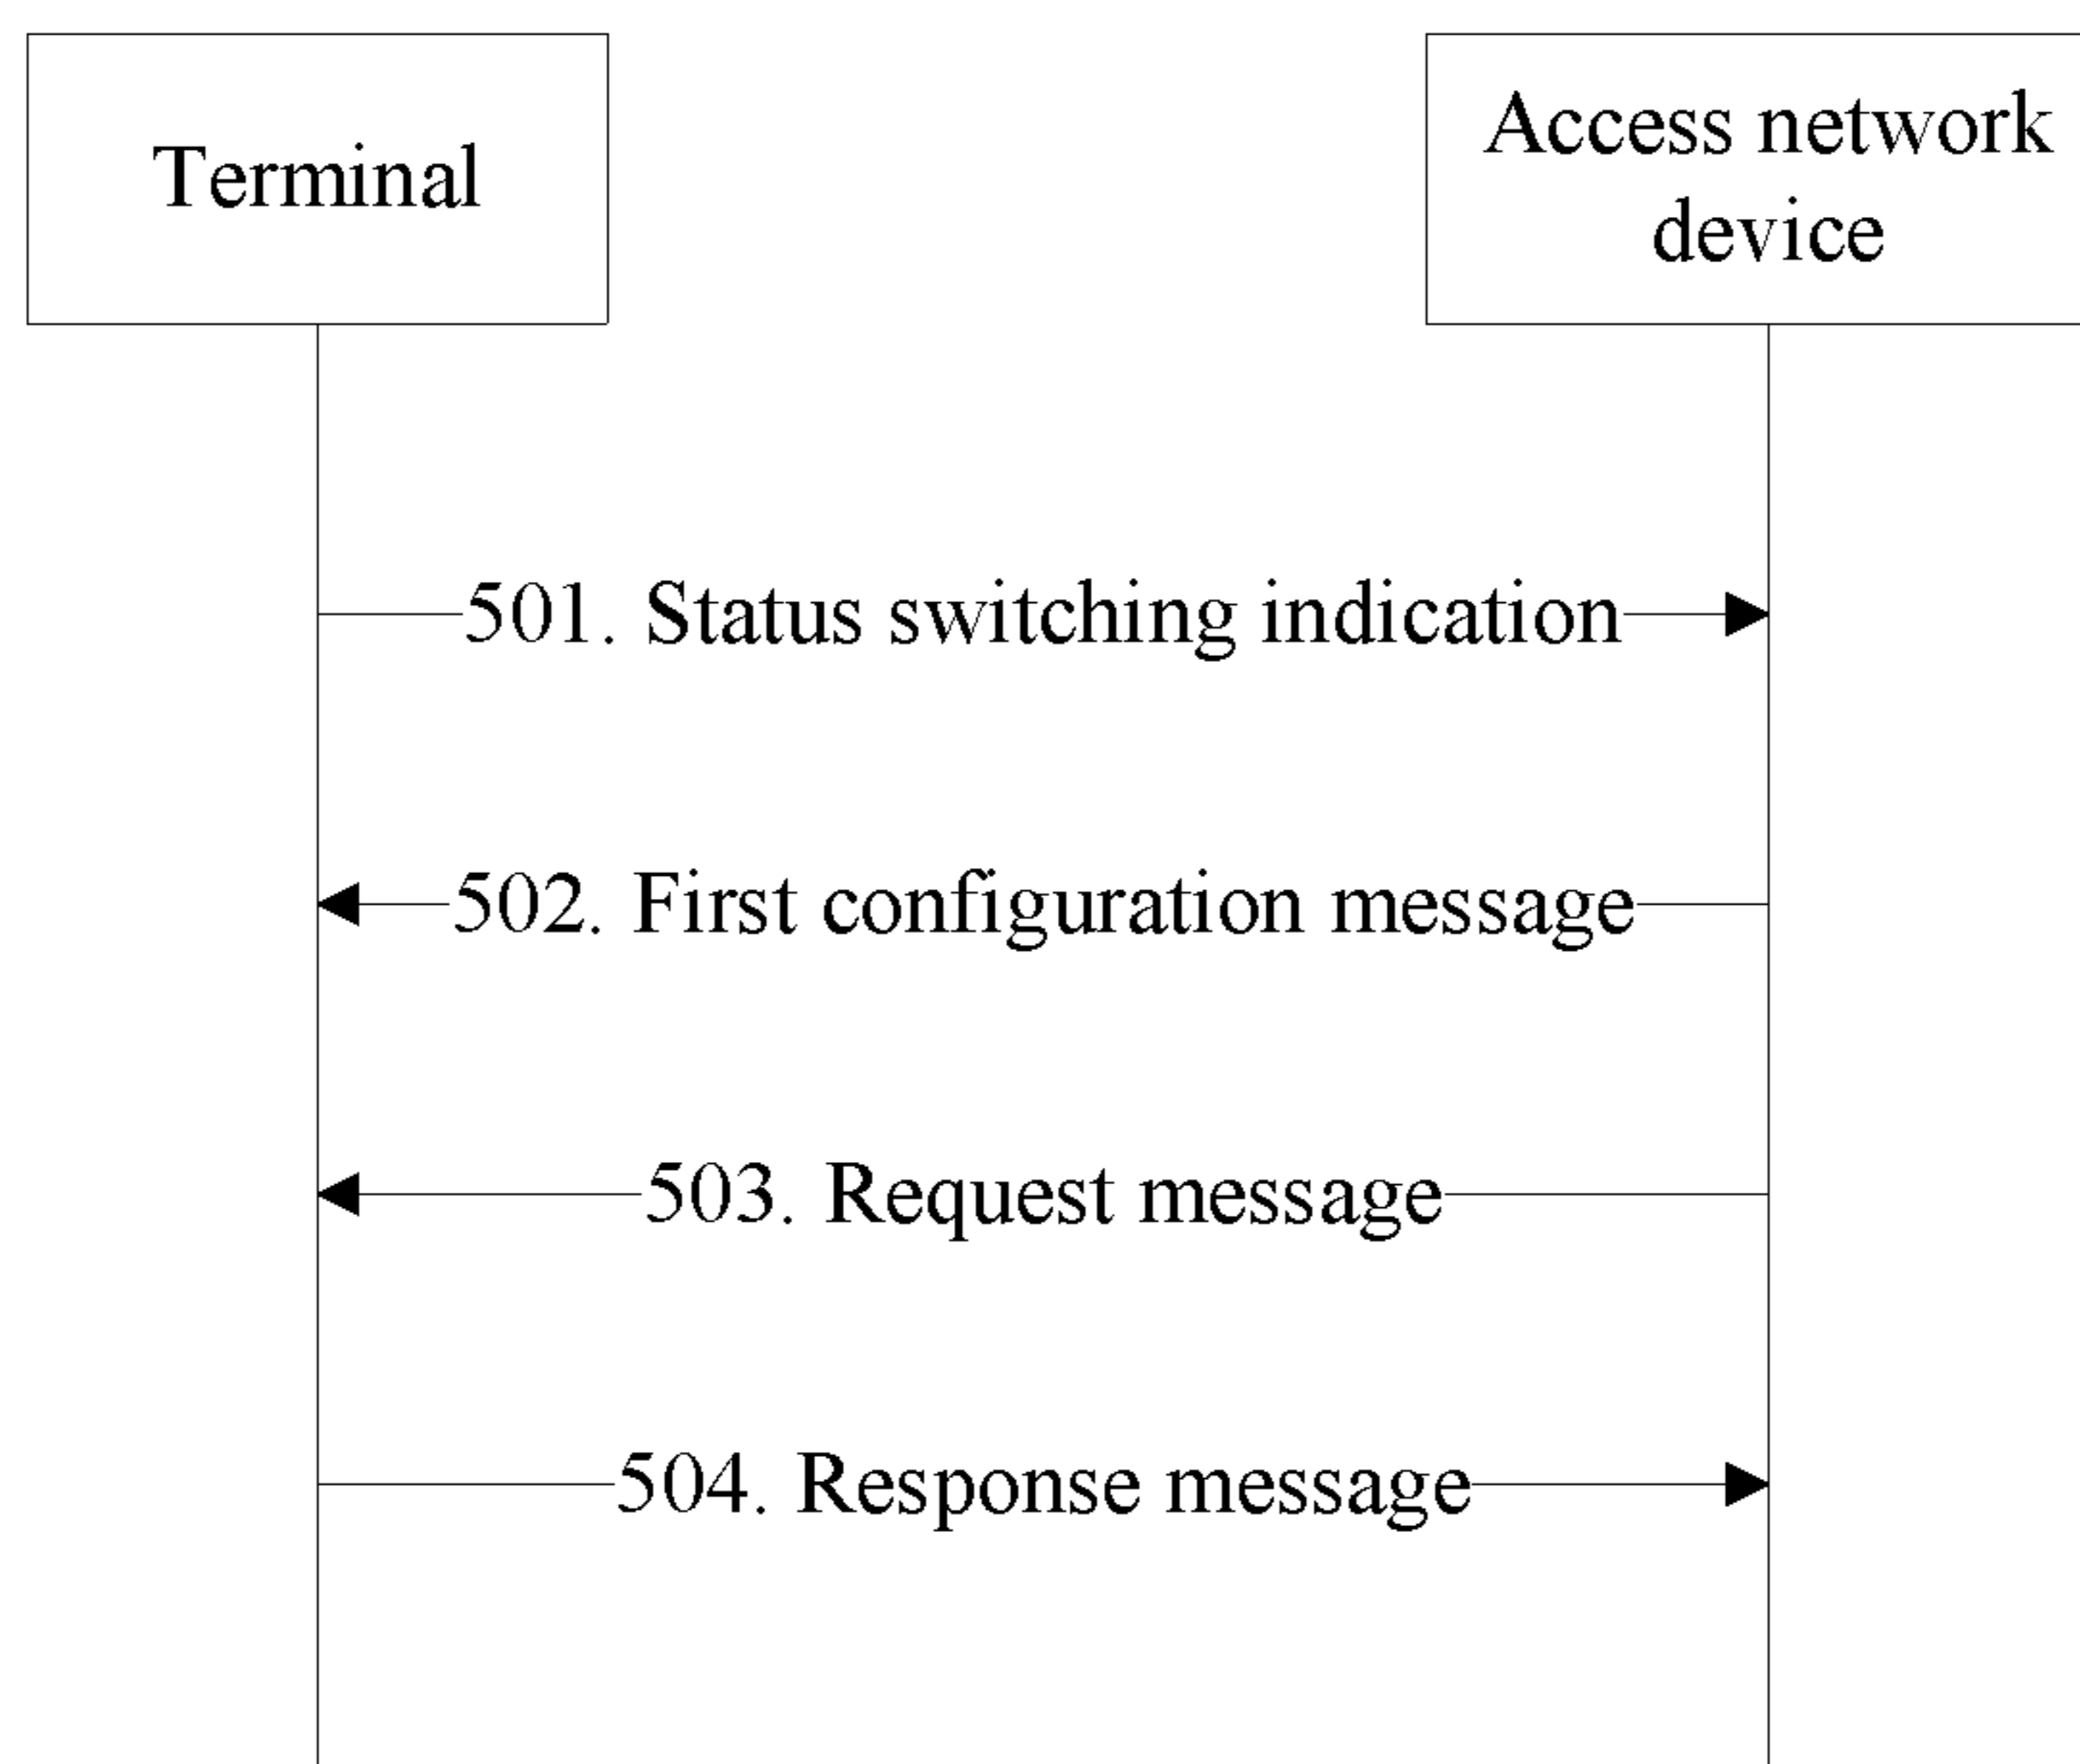 Terminal
Access network
device
501. Status switching indication
502. First configuration message
503. Request message
504. Response message